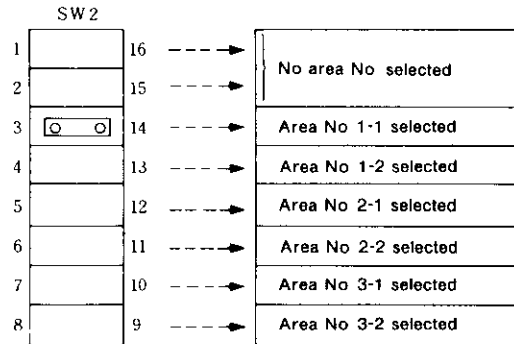 SW2
1 16
No area No selected
2 15
3 14 Area No 1-1 selected
4 13 Area No 1-2 selected
5 12 Area No 2-1 selected
6 11 Area No 2-2 selected
7 10 Area No 3-1 selected
8 9 Area No 3-2 selected